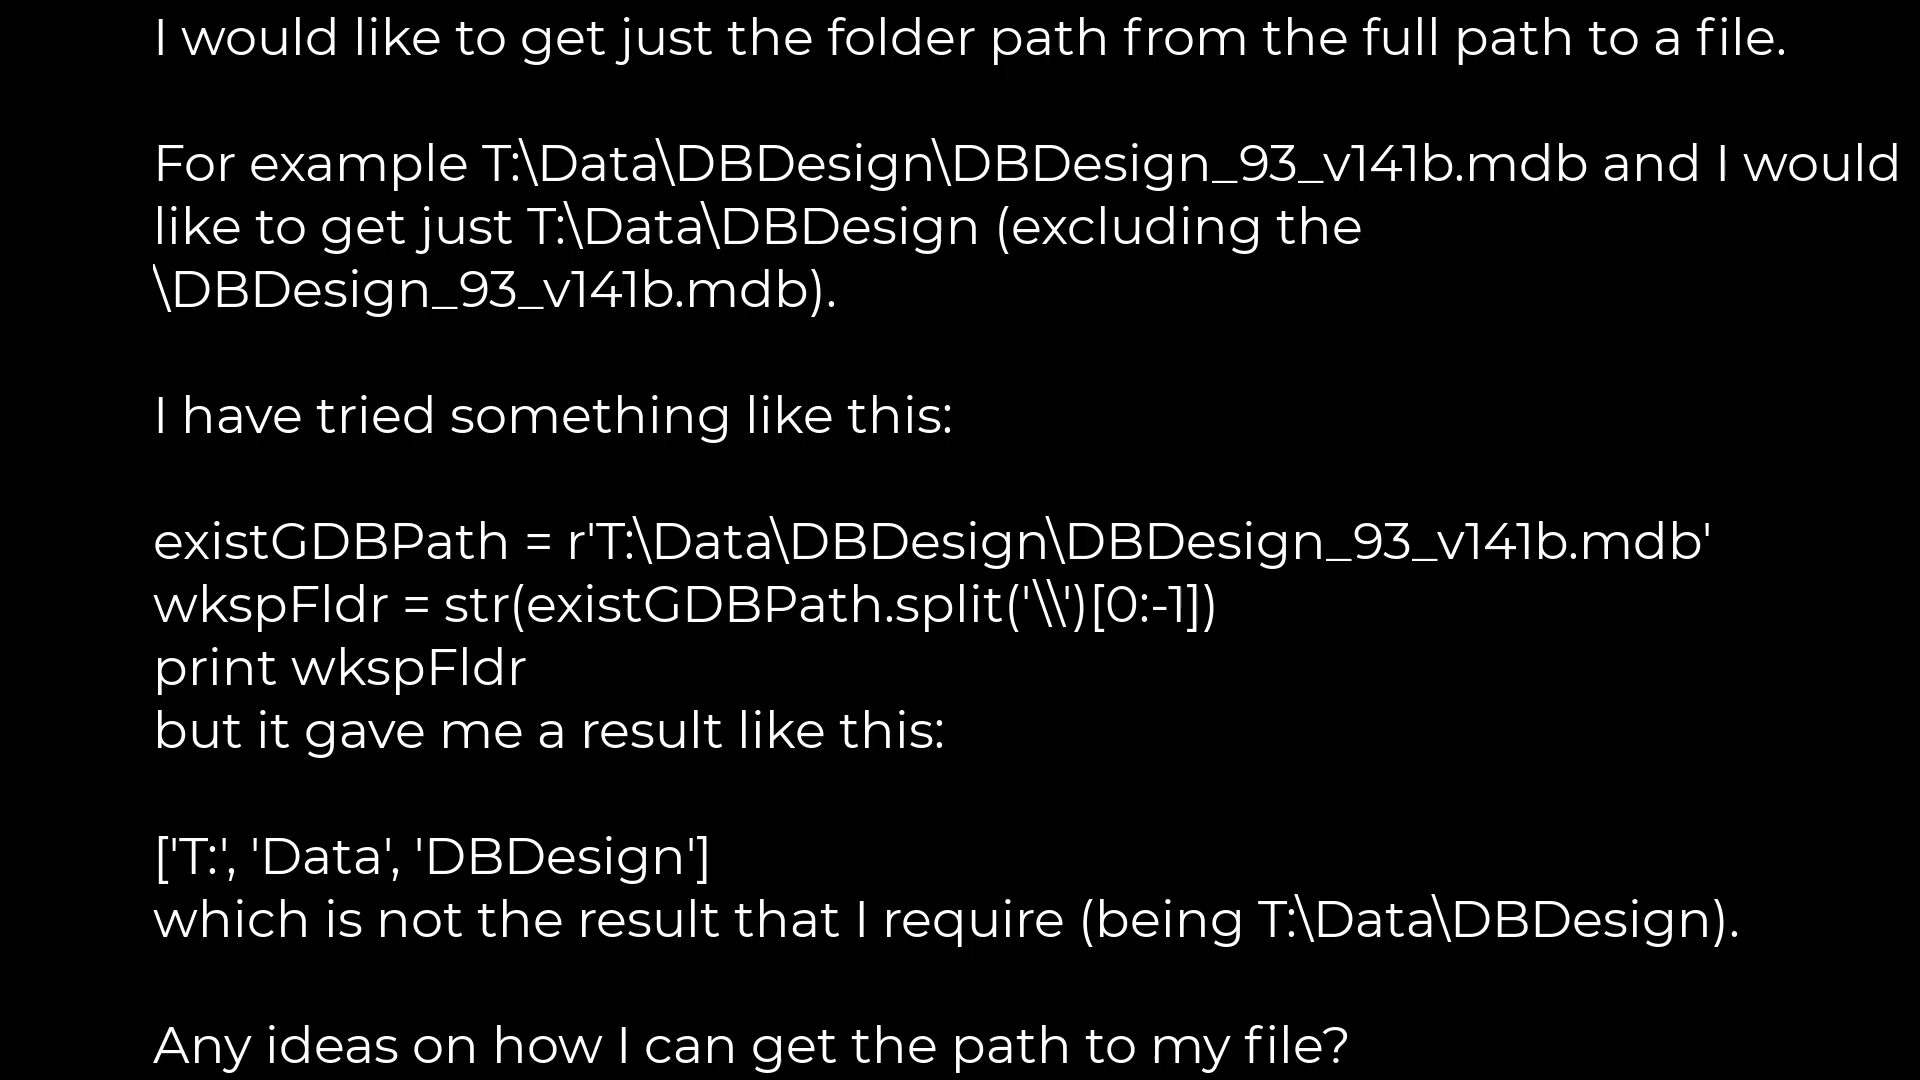 I would like to get just the folder path from the full path to a file.
For example T:\Data\DBDesign\DBDesign_93_v141b.mdb and I would
like to get just T:\Data\DBDesign (excluding the
\DBDesign_93_v141b.mdb).
I have tried something like this:
existGDBPath = r'T:\Data\DBDesign\DBDesign_93_v141b.mdb'
wkspFldr = str(existGDBPath.split('\\')[0:-1])
print wkspFldr
but it gave me a result like this:
['T:', 'Data', 'DBDesign']
which is not the result that I require (being T:\Data\DBDesign).
Any ideas on how I can get the path to my file?